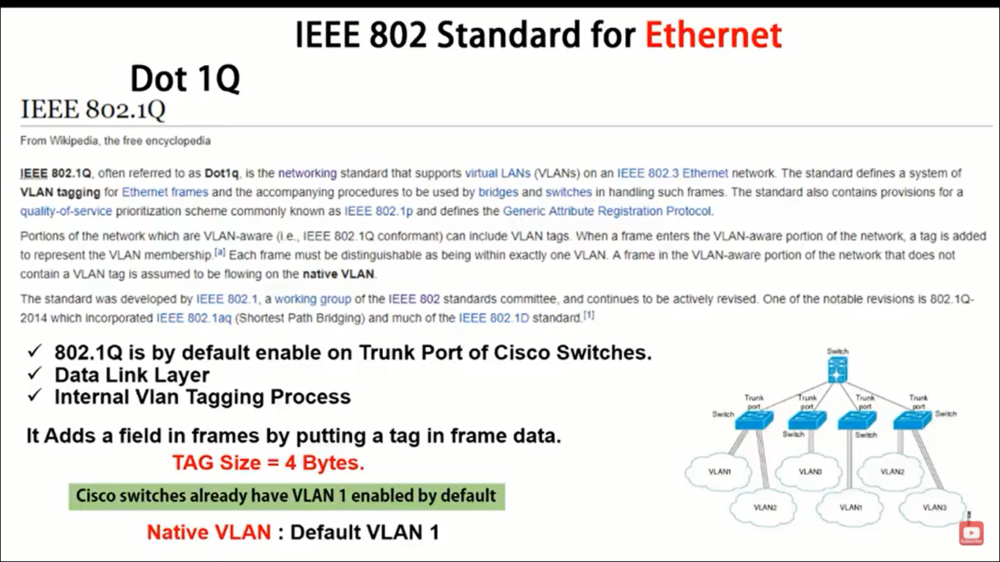 IEEE 802 Standard for Ethernet
Dot 1Q
IEEE 802.1Q
From Wikipedia, the free encyclopedia
IEEE 802.1Q, often referred to as Dot1q, is the networking standard that supports virtual LANs (VLANs) on an IEEE 802.3 Ethernet network. The standard defines a system of
VLAN tagging for Ethernet frames and the accompanying procedures to be used by bridges and switches in handling such frames. The standard also contains provisions for a
quality-of-service prioritization scheme commonly known as IEEE 802.1p and defines the Generic Attribute Registration Protocol.
Portions of the network which are VLAN-aware (i.e., IEEE 802.1Q conformant) can include VLAN tags. When a frame enters the VLAN-aware portion of the network, a tag is added
to represent the VLAN membership.[a] Each frame must be distinguishable as being within exactly one VLAN. A frame in the VLAN-aware portion of the network that does not
contain a VLAN tag is assumed to be flowing on the native VLAN.
The standard was developed by IEEE 802.1, a working group of the IEEE 802 standards committee, and continues to be actively revised. One of the notable revisions is 802.1Q-
2014 which incorporated IEEE 802.1aq (Shortest Path Bridging) and much of the IEEE 802.1D standard.[1]
✓ 802.1Q is by default enable on Trunk Port of Cisco Switches.
✓ Data Link Layer
✓ Internal Vlan Tagging Process
It Adds a field in frames by putting a tag in frame data.
TAG Size = 4 Bytes.
Cisco switches already have VLAN 1 enabled by default
Native VLAN : Default VLAN 1
Switch
Trunk port
Trunk port
Trunk port
Trunk port
Switch
Switch
Switch
Switch
VLAN1
VLAN3
VLAN2
VLAN2
VLAN1
VLAN3
Subscribe